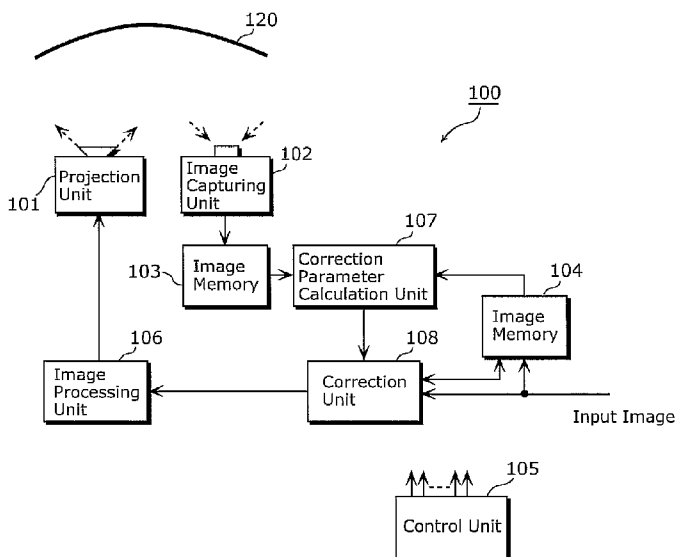 120
100
Projection
Unit
101
Image
Capturing
Unit
102
103
Image
Memory
107
Correction
Parameter
Calculation Unit
104
Image
Memory
106
Image
Processing
Unit
108
Correction
Unit
Input Image
105
Control Unit